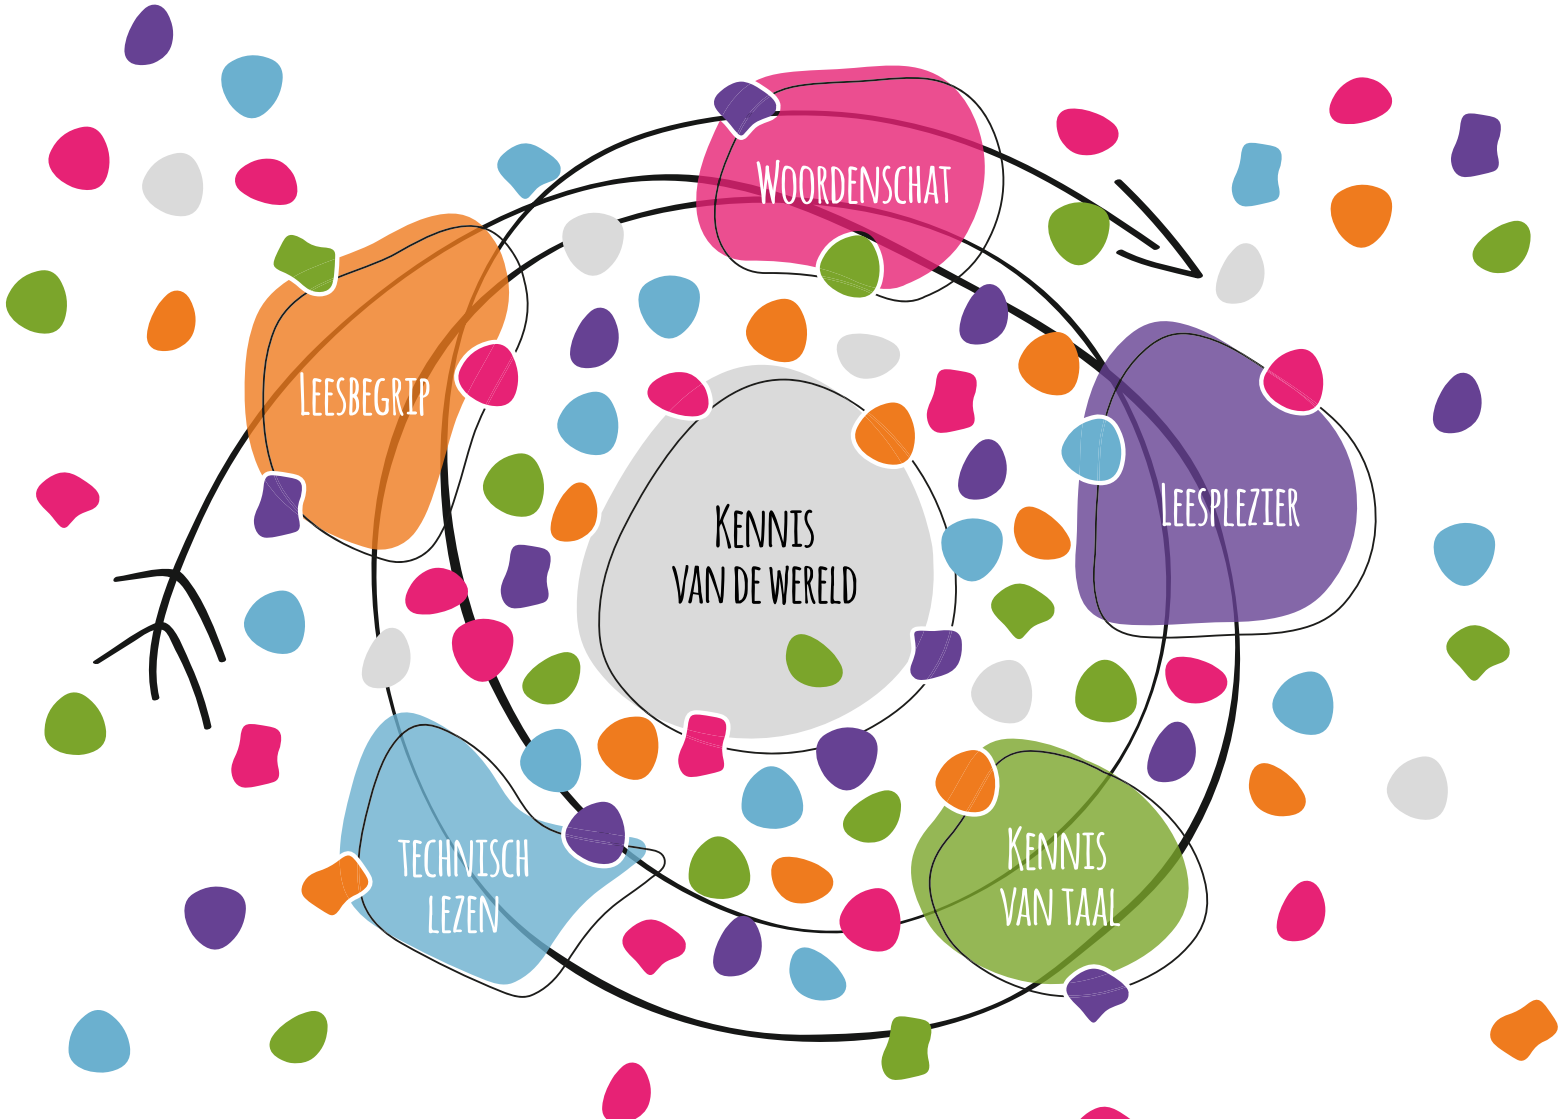 WOORDENSCHAT
LEESBEGRIP
LEESPLEZIER
KENNIS
VAN DE WERELD
TECHNISCH
LEZEN
KENNIS
VAN TAAL